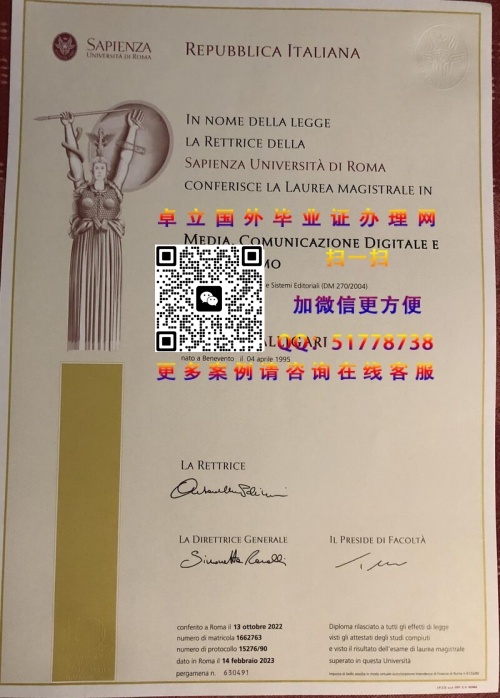 SAPIENZA
UNIVERSITÀ DI ROMA
REPUBBLICA ITALIANA
IN NOME DELLA LEGGE
LA RETTRICE DELLA
SAPIENZA UNIVERSITÀ DI ROMA
CONFERISCE LA LAUREA MAGISTRALE IN
卓立国外毕业证办理网
MEDIA, COMUNICAZIONE DIGITALE E
MO
扫一扫
e Sistemi Editoriali (DM 270/2004)
加微信更方便
QQ: 51778738
nato a Benevento il 04 aprile 1995
更多案例请咨询在线客服
LA RETTRICE
LA DIRETTRICE GENERALE
IL PRESIDE DI FACOLTÀ
conferito a Roma il 13 ottobre 2022
numero di matricola 1662763
numero di protocollo 15276/90
dato in Roma il 14 febbraio 2023
pergamena n. 630491
Diploma rilasciato a tutti gli effetti di legge
visti gli attestati degli studi compiuti
e visto il risultato dell'esame di laurea magistrale
superato in questa Università